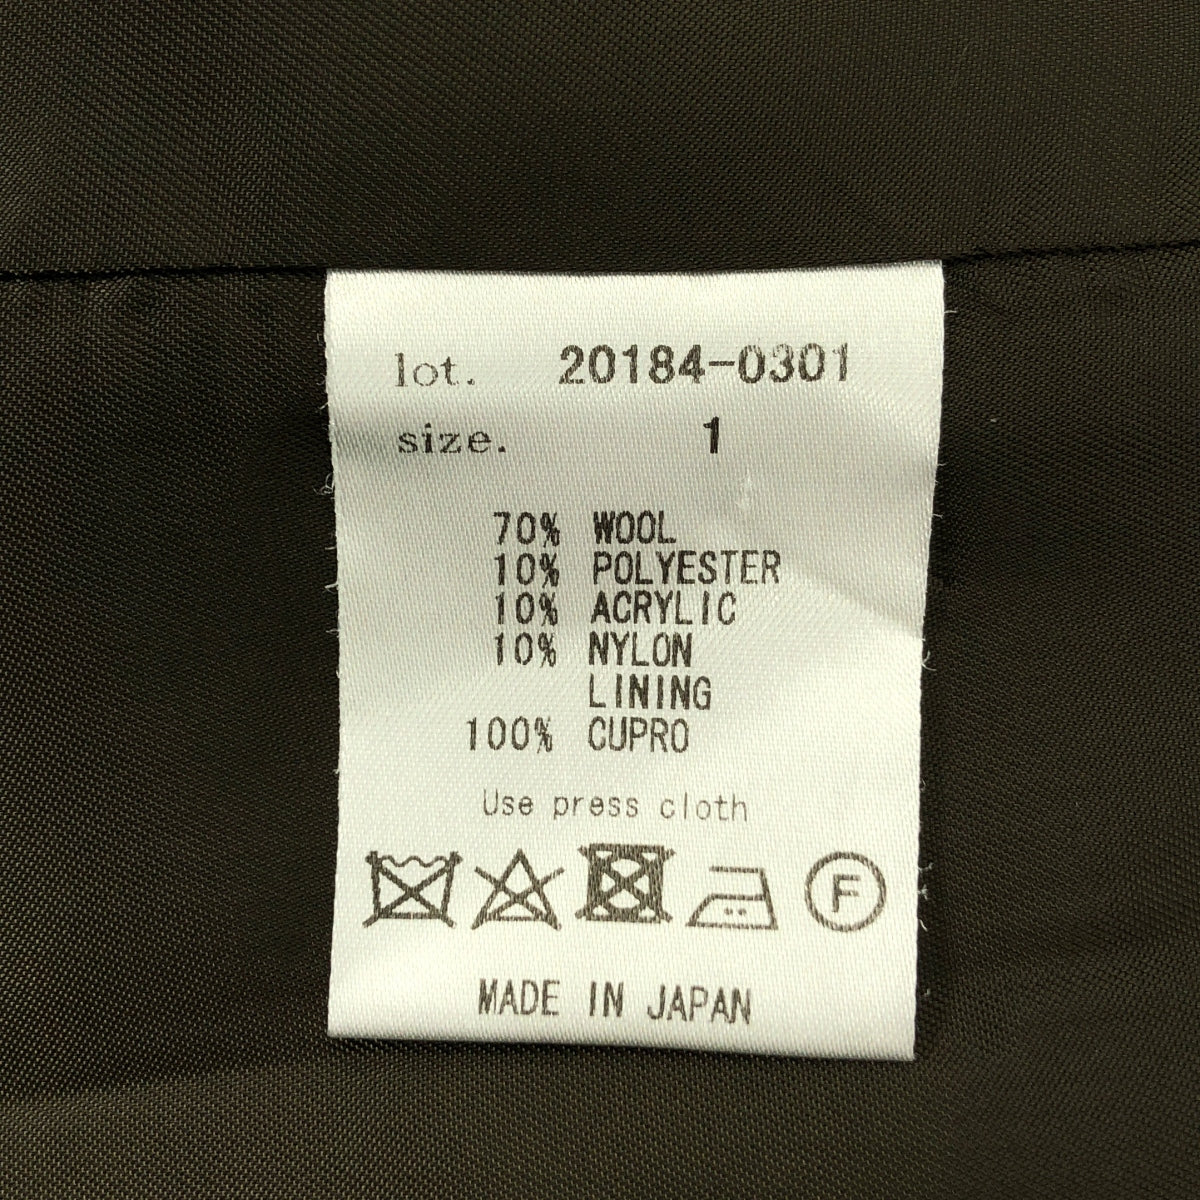 lot. 20184-0301
size. 1
70% WOOL
10% POLYESTER
10% ACRYLIC
10% NYLON
LINING
100% CUPRO
Use press cloth
F
MADE IN JAPAN